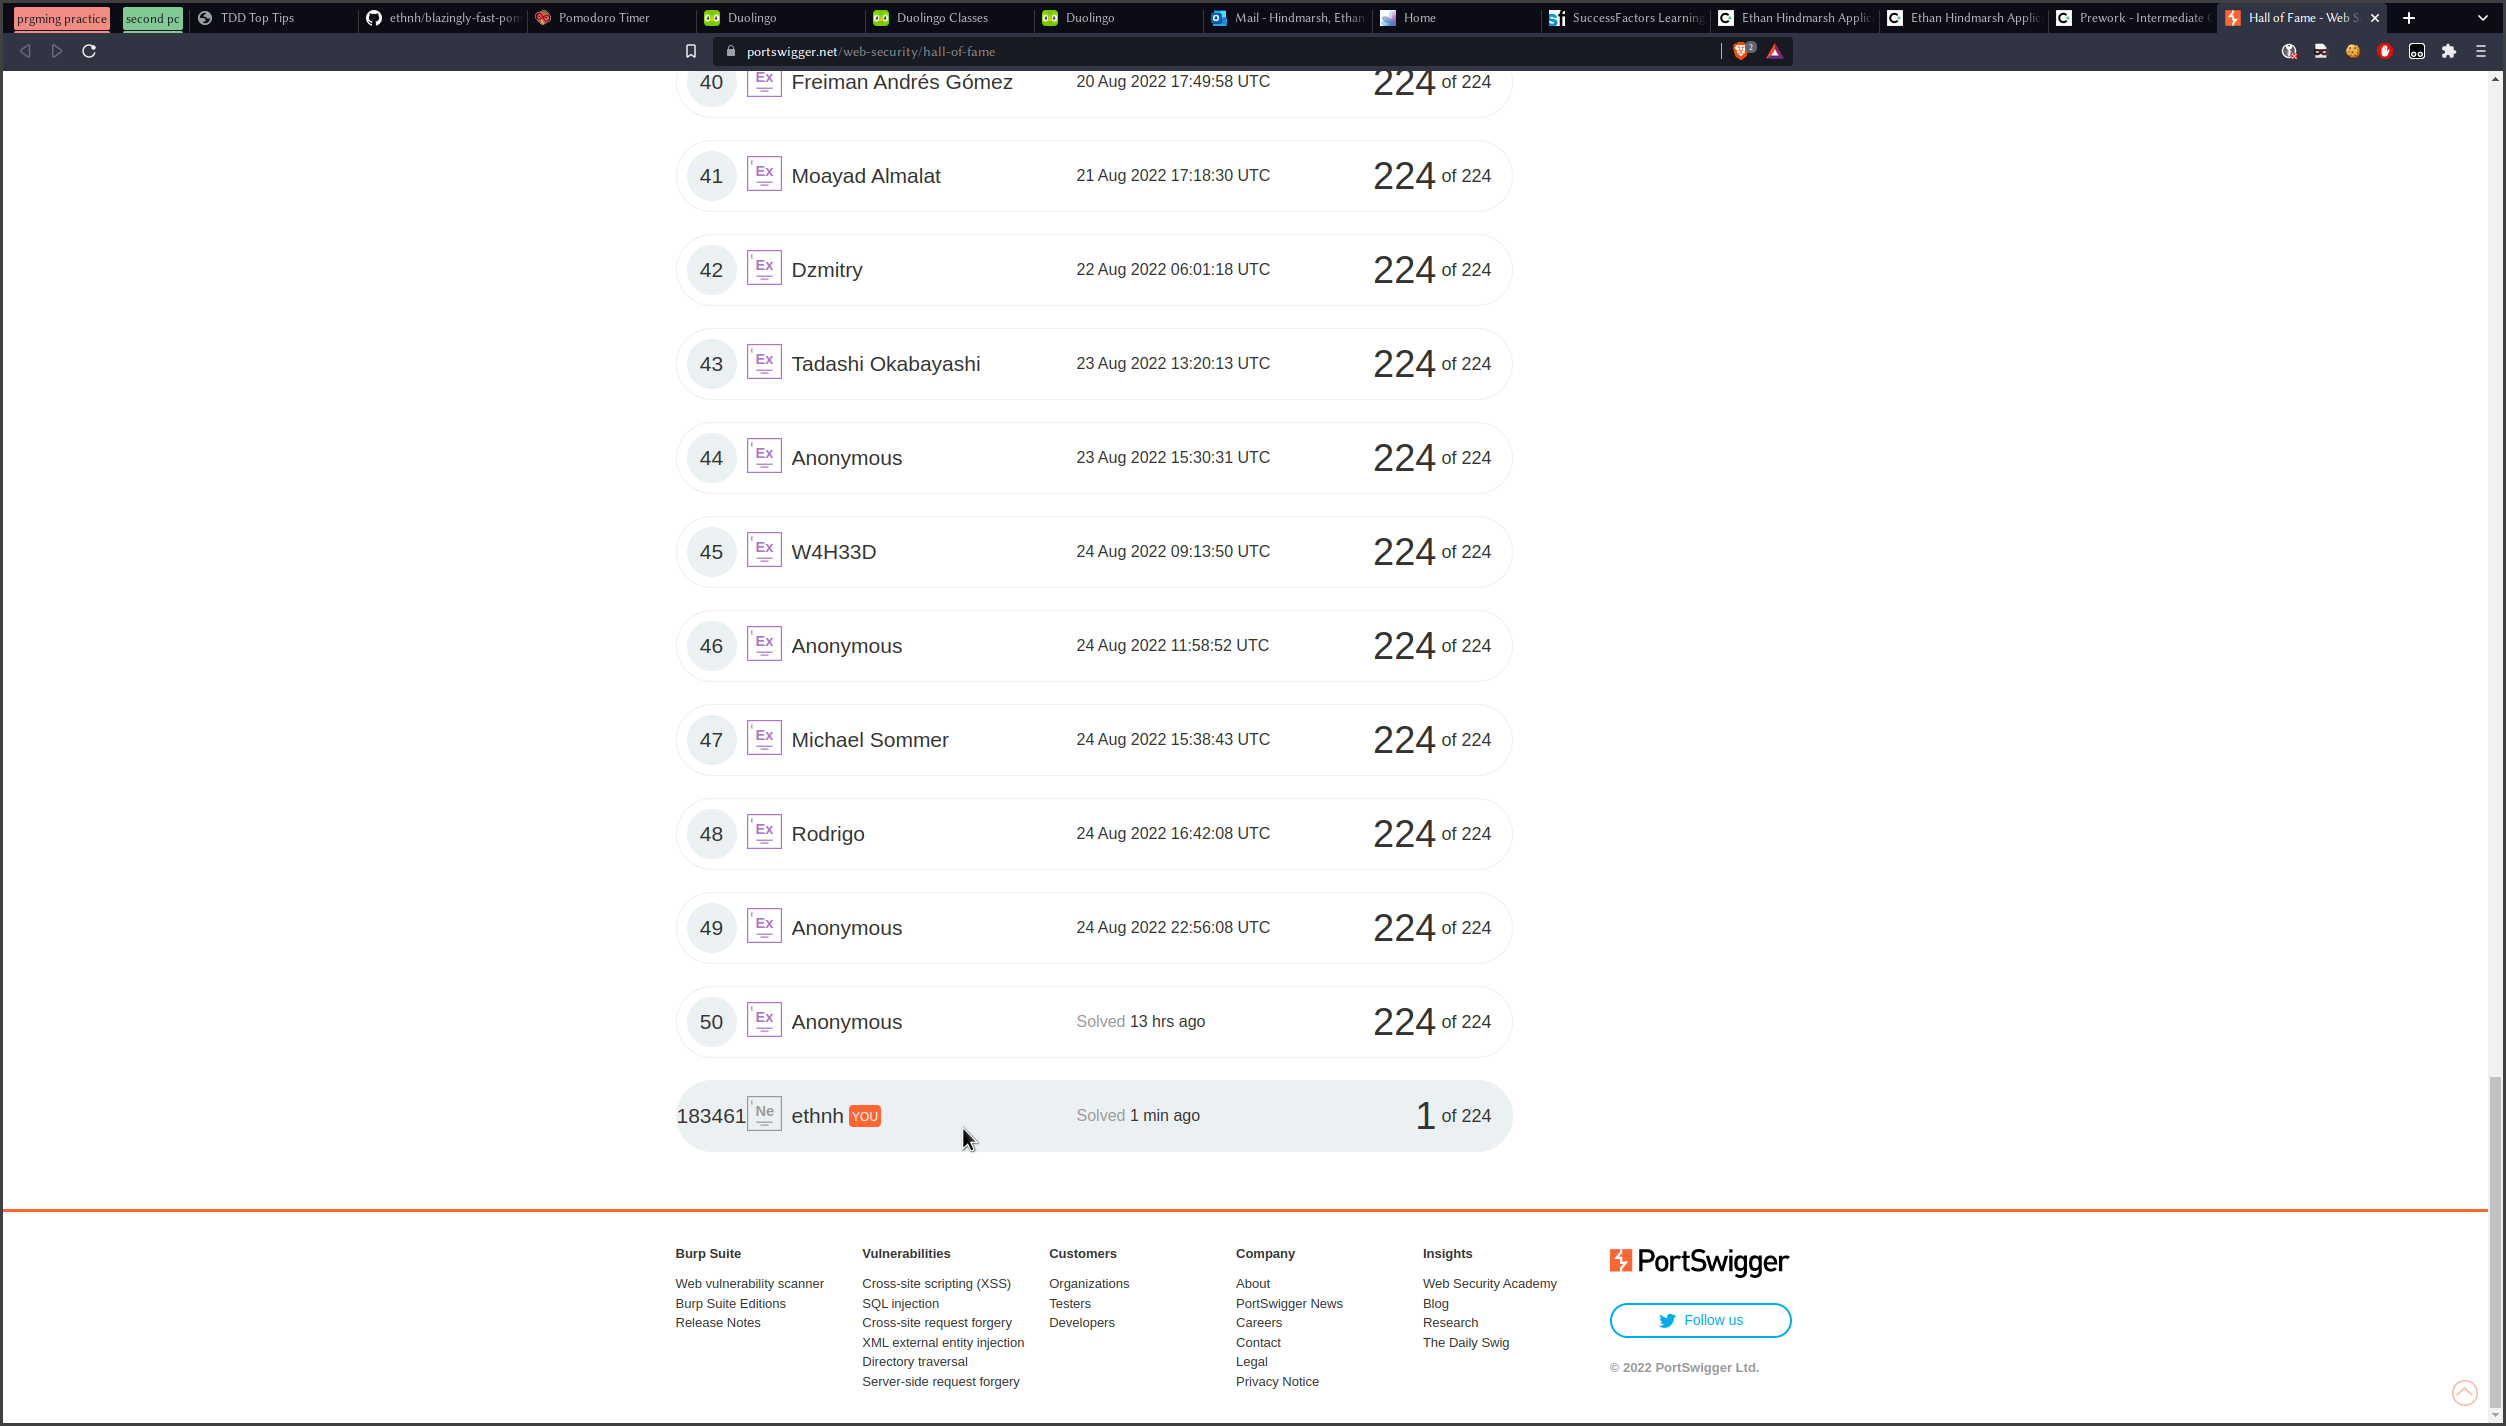 prgming practice second pc TDD Top Tips ethnh/blazingly-fast-pom Pomodoro Timer Duolingo Duolingo Classes Duolingo Mail - Hindmarsh, Ethan Home SuccessFactors Learning Ethan Hindmarsh Applic Ethan Hindmarsh Applic Prework - Intermediate Hall of Fame - Web S
portswigger.net/web-security/hall-of-fame 2
40 Ex Freiman Andrés Gómez 20 Aug 2022 17:49:58 UTC 224 of 224
41 Ex Moayad Almalat 21 Aug 2022 17:18:30 UTC 224 of 224
42 Ex Dzmitry 22 Aug 2022 06:01:18 UTC 224 of 224
43 Ex Tadashi Okabayashi 23 Aug 2022 13:20:13 UTC 224 of 224
44 Ex Anonymous 23 Aug 2022 15:30:31 UTC 224 of 224
45 Ex W4H33D 24 Aug 2022 09:13:50 UTC 224 of 224
46 Ex Anonymous 24 Aug 2022 11:58:52 UTC 224 of 224
47 Ex Michael Sommer 24 Aug 2022 15:38:43 UTC 224 of 224
48 Ex Rodrigo 24 Aug 2022 16:42:08 UTC 224 of 224
49 Ex Anonymous 24 Aug 2022 22:56:08 UTC 224 of 224
50 Ex Anonymous Solved 13 hrs ago 224 of 224
183461 Ne ethnh YOU Solved 1 min ago 1 of 224
Burp Suite
Web vulnerability scanner
Burp Suite Editions
Release Notes
Vulnerabilities
Cross-site scripting (XSS)
SQL injection
Cross-site request forgery
XML external entity injection
Directory traversal
Server-side request forgery
Customers
Organizations
Testers
Developers
Company
About
PortSwigger News
Careers
Contact
Legal
Privacy Notice
Insights
Web Security Academy
Blog
Research
The Daily Swig
PortSwigger
Follow us
© 2022 PortSwigger Ltd.